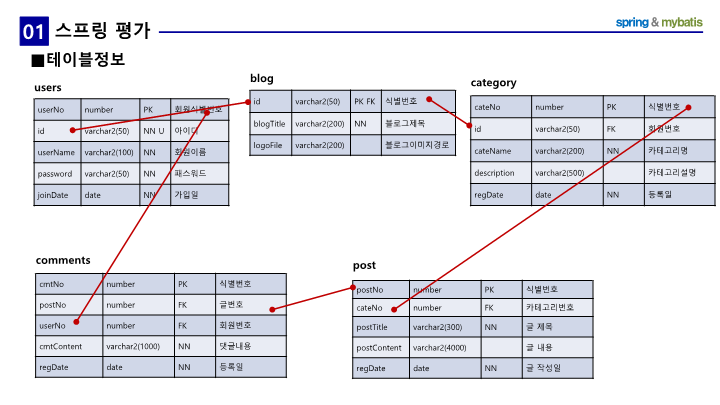 01 스프링 평가
spring & mybatis
■테이블정보
users
userNo number PK 회원식별번호
id varchar2(50) NN U 아이디
userName varchar2(100) NN 회원이름
password varchar2(50) NN 패스워드
joinDate date NN 가입일
blog
id varchar2(50) PK FK 식별번호
blogTitle varchar2(200) NN 블로그제목
logoFile varchar2(200) 블로그이미지경로
category
cateNo number PK 식별번호
id varchar2(50) FK 회원번호
cateName varchar2(200) NN 카테고리명
description varchar2(500) 카테고리설명
regDate date NN 등록일
comments
cmtNo number PK 식별번호
postNo number FK 글번호
userNo number FK 회원번호
cmtContent varchar2(1000) NN 댓글내용
regDate date NN 등록일
post
postNo number PK 식별번호
cateNo number FK 카테고리번호
postTitle varchar2(300) NN 글 제목
postContent varchar2(4000) 글 내용
regDate date NN 글 작성일